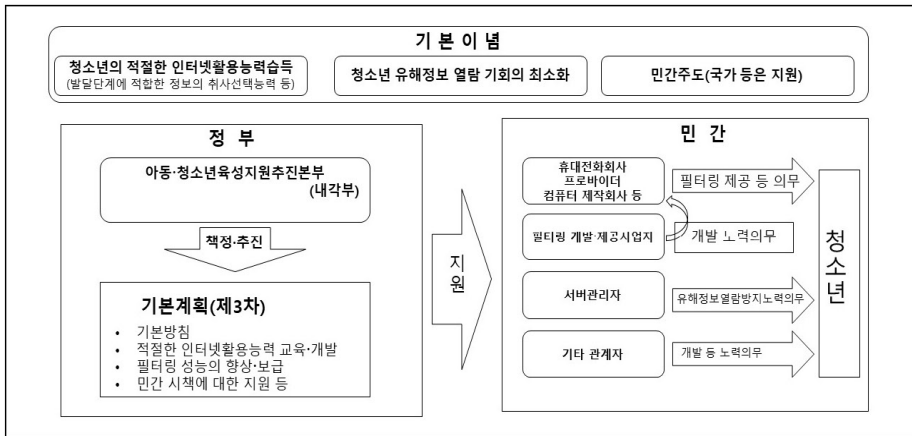 기본이념
청소년의 적절한 인터넷활용능력습득
(발달단계에 적합한 정보의 취사선택능력 등)
청소년 유해정보 열람 기회의 최소화
민간주도(국가 등은 지원)
정 부
아동·청소년육성지원추진본부
(내각부)
책정·추진
기본계획(제3차)
• 기본방침
• 적절한 인터넷활용능력 교육·개발
• 필터링 성능의 향상·보급
• 민간 시책에 대한 지원 등
지원
민 간
휴대전화회사
프로바이더
컴퓨터 제작회사 등
필터링 제공 등 의무
필터링 개발·제공사업지
개발 노력의무
서버관리자
유해정보열람방지노력의무
기타 관계자
개발 등 노력의무
청소년